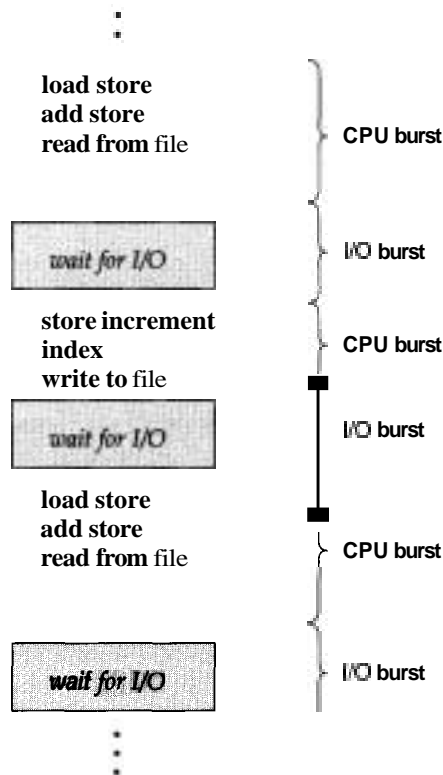 load store
add store
read from file
CPU burst
wait for I/O
I/O burst
store increment
index
write to file
CPU burst
wait for I/O
I/O burst
load store
add store
read from file
CPU burst
wait for I/O
I/O burst